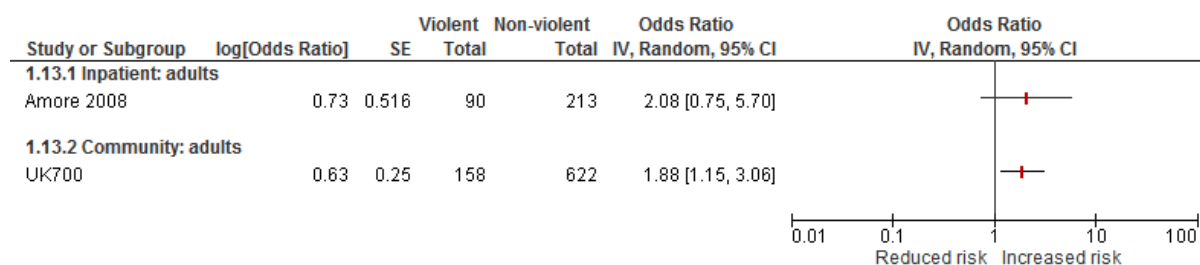 Violent Non-violent Odds Ratio Odds Ratio
Study or Subgroup log[Odds Ratio] SE Total Total IV, Random, 95% CI IV, Random, 95% CI
1.13.1 Inpatient: adults
Amore 2008 0.73 0.516 90 213 2.08 [0.75, 5.70]
1.13.2 Community: adults
UK700 0.63 0.25 158 622 1.88 [1.15, 3.06]
0.01 0.1 1 10 100
Reduced risk Increased risk